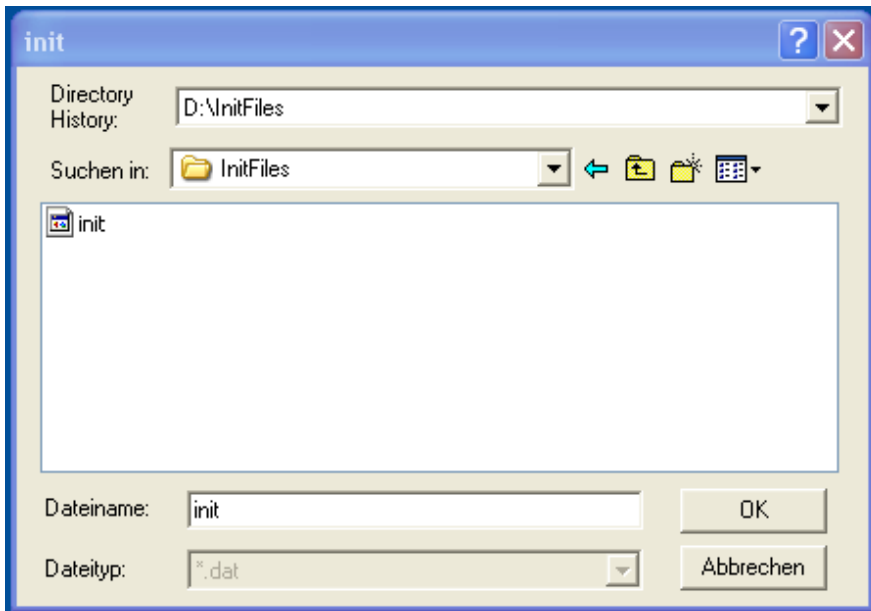 init
Directory
History:
D:\InitFiles
Suchen in:
InitFiles
init
Dateiname:
init
OK
Dateityp:
*.dat
Abbrechen